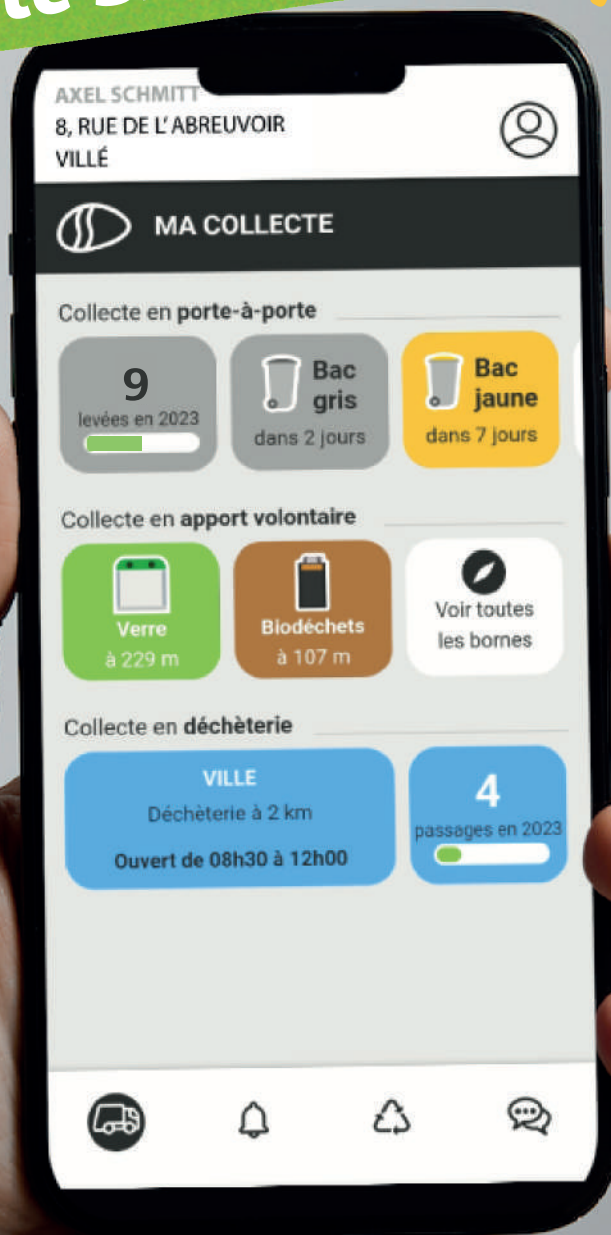 AXEL SCHMITT
8, RUE DE L'ABREUVOIR
VILLÉ
MA COLLECTE
Collecte en porte-à-porte
9
levées en 2023
Bac
gris
dans 2 jours
Bac
jaune
dans 7 jours
Collecte en apport volontaire
Verre
à 229 m
Biodéchets
à 107 m
Voir toutes
les bornes
Collecte en déchèterie
VILLE
Déchèterie à 2 km
Ouvert de 08h30 à 12h00
4
passages en 2023